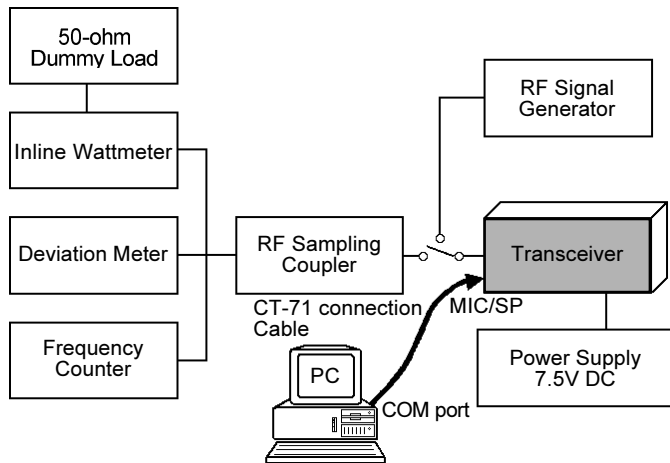 50-ohm
Dummy Load
RF Signal
Generator
Inline Wattmeter
Deviation Meter
RF Sampling
Coupler
Transceiver
CT-71 connection
Cable
MIC/SP
Frequency
Counter
PC
COM port
Power Supply
7.5V DC